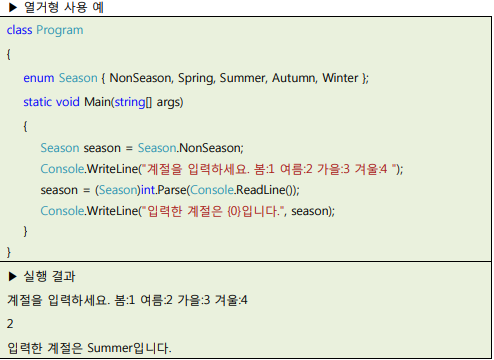 ▶ 열거형 사용 예
class Program
{
enum Season { NonSeason, Spring, Summer, Autumn, Winter };
static void Main(string[] args)
{
Season season = Season.NonSeason;
Console.WriteLine("계절을 입력하세요. 봄:1 여름:2 가을:3 겨울:4 ");
season = (Season)int.Parse(Console.ReadLine());
Console.WriteLine("입력한 계절은 {0}입니다.", season);
}
}
▶ 실행 결과
계절을 입력하세요. 봄:1 여름:2 가을:3 겨울:4
2
입력한 계절은 Summer입니다.